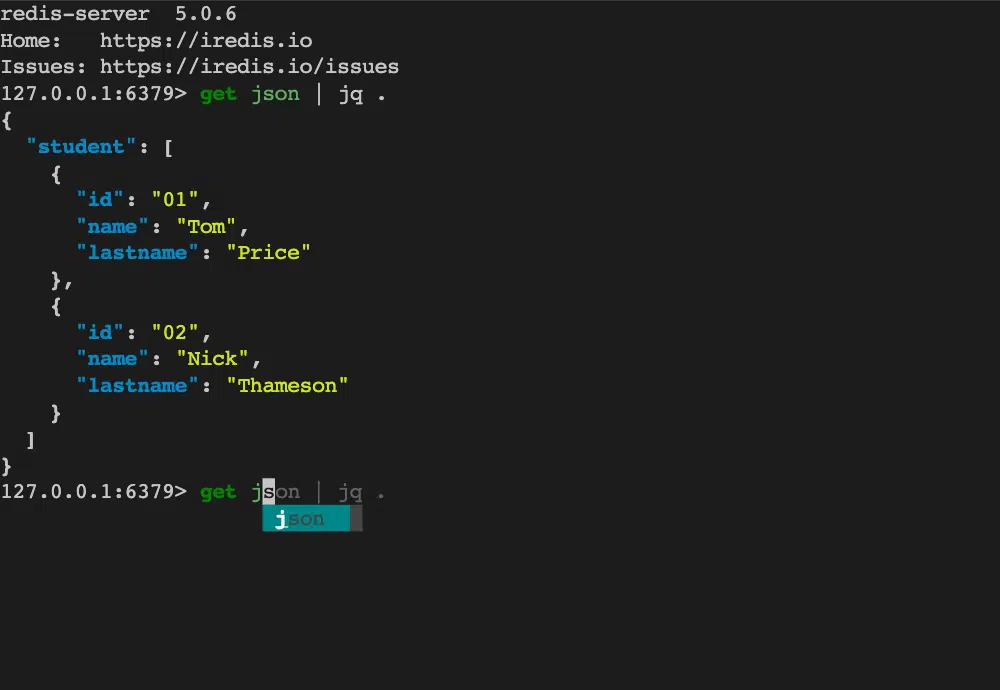 redis-server  5.0.6
Home:   https://iredis.io
Issues: https://iredis.io/issues
127.0.0.1:6379> get json | jq .
{
  "student": [
    {
      "id": "01",
      "name": "Tom",
      "lastname": "Price"
    },
    {
      "id": "02",
      "name": "Nick",
      "lastname": "Thameson"
    }
  ]
}
127.0.0.1:6379> get json | jq .
json